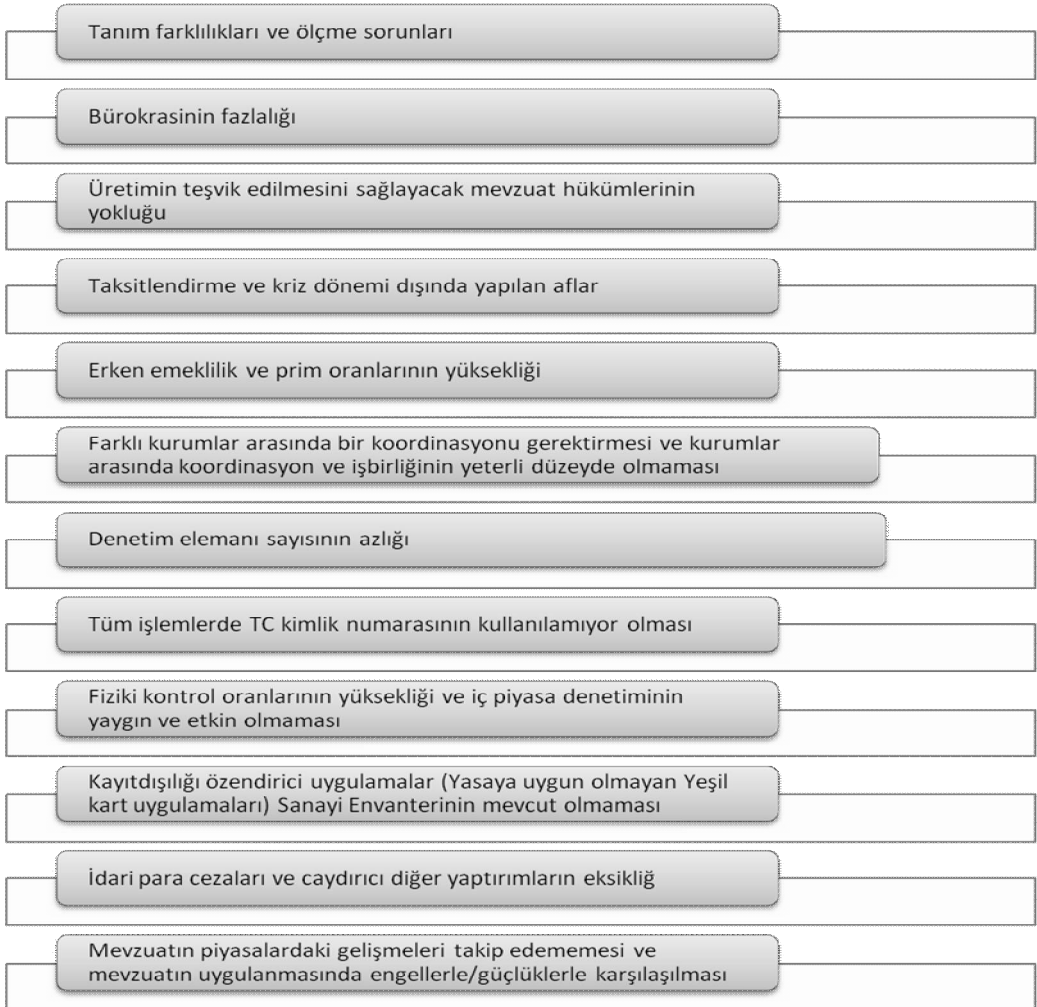 Tanım farklılıkları ve ölçme sorunları
Bürokrasinin fazlalığı
Üretimin teşvik edilmesini sağlayacak mevzuat hükümlerinin
yokluğu
Taksitlendirme ve kriz dönemi dışında yapılan aflar
Erken emeklilik ve prim oranlarının yüksekliği
Farklı kurumlar arasında bir koordinasyonu gerektirmesi ve kurumlar
arasında koordinasyon ve işbirliğinin yeterli düzeyde olmaması
Denetim elemanı sayısının azlığı
Tüm işlemlerde TC kimlik numarasının kullanılamıyor olması
Fiziki kontrol oranlarının yüksekliği ve iç piyasa denetiminin
yaygın ve etkin olmaması
Kayıtdışılığı özendirici uygulamalar (Yasaya uygun olmayan Yeşil
kart uygulamaları) Sanayi Envanterinin mevcut olmaması
İdari para cezaları ve caydırıcı diğer yaptırımların eksikliğ
Mevzuatın piyasalardaki gelişmeleri takip edememesi ve
mevzuatın uygulanmasında engellerle/güçlüklerle karşılaşılması